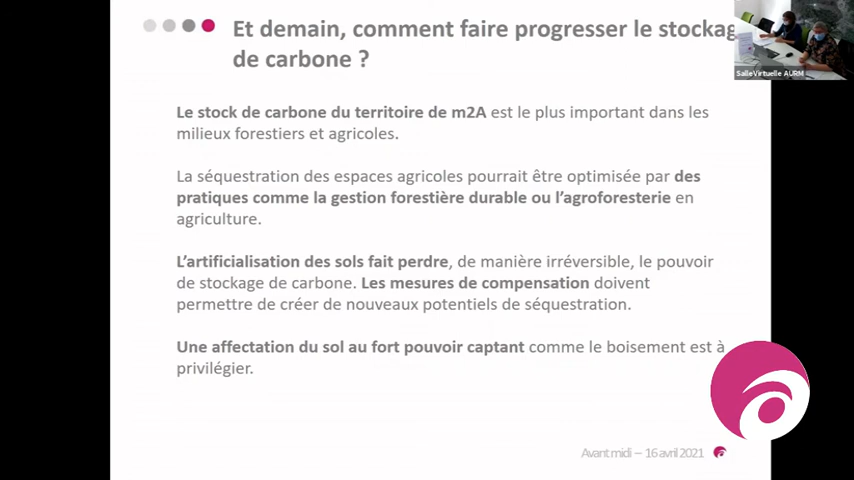 Et demain, comment faire progresser le stockag
de carbone ?
SalleVirtuelle AURM
Le stock de carbone du territoire de m2A est le plus important dans les
milieux forestiers et agricoles.
La séquestration des espaces agricoles pourrait être optimisée par des
pratiques comme la gestion forestière durable ou l'agroforesterie en
agriculture.
L'artificialisation des sols fait perdre, de manière irréversible, le pouvoir
de stockage de carbone. Les mesures de compensation doivent
permettre de créer de nouveaux potentiels de séquestration.
Une affectation du sol au fort pouvoir captant comme le boisement est à
privilégier.
Avant midi – 16 avril 2021